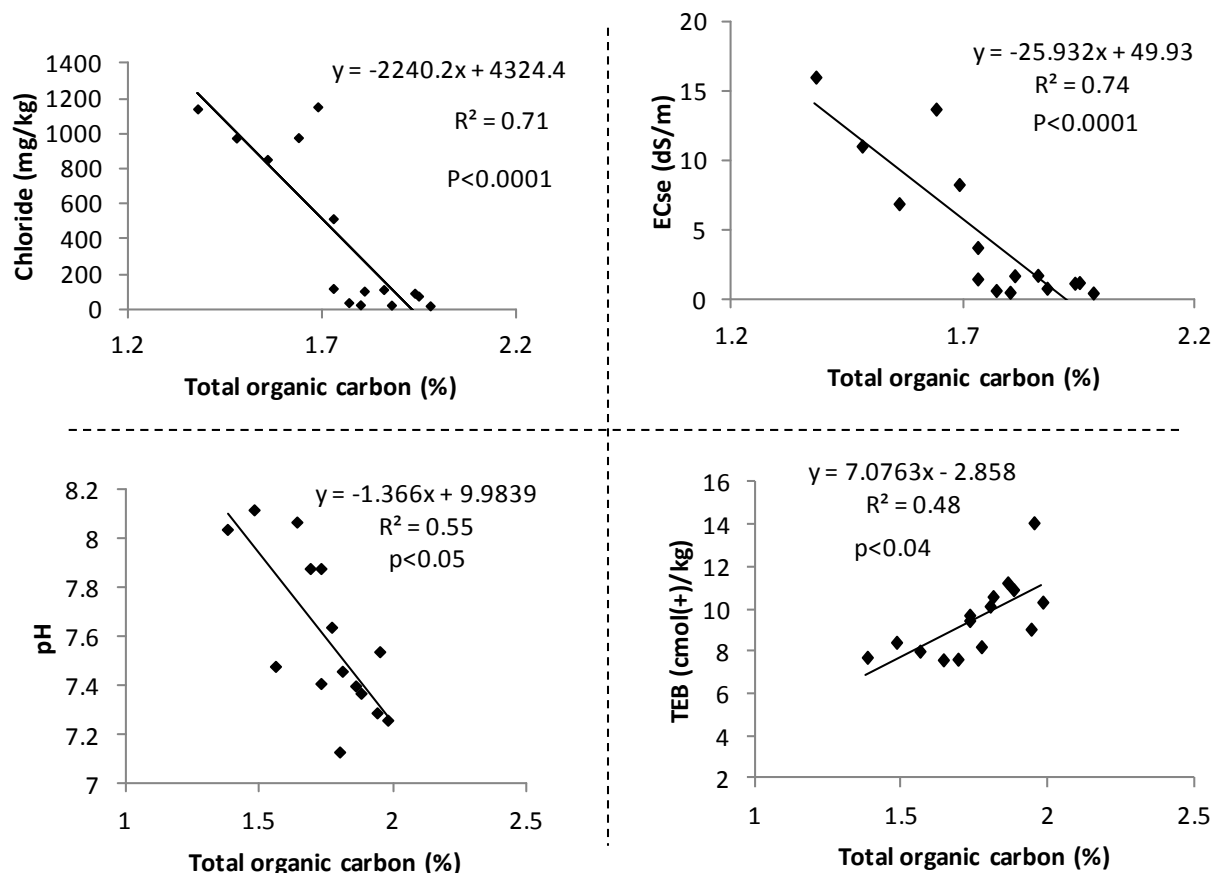 1400
1200
1000
800
600
400
200
0
Chloride (mg/kg)
y = -2240.2x + 4324.4
R² = 0.71
P<0.0001
1.2 1.7 2.2
Total organic carbon (%)
20
15
10
5
0
ECse (dS/m)
y = -25.932x + 49.93
R² = 0.74
P<0.0001
1.2 1.7 2.2
Total organic carbon (%)
8.2
8
7.8
7.6
7.4
7.2
7
pH
y = -1.366x + 9.9839
R² = 0.55
p<0.05
1 1.5 2 2.5
Total organic carbon (%)
16
14
12
10
8
6
4
2
TEB (cmol(+)/kg)
y = 7.0763x - 2.858
R² = 0.48
p<0.04
1 1.5 2 2.5
Total organic carbon (%)